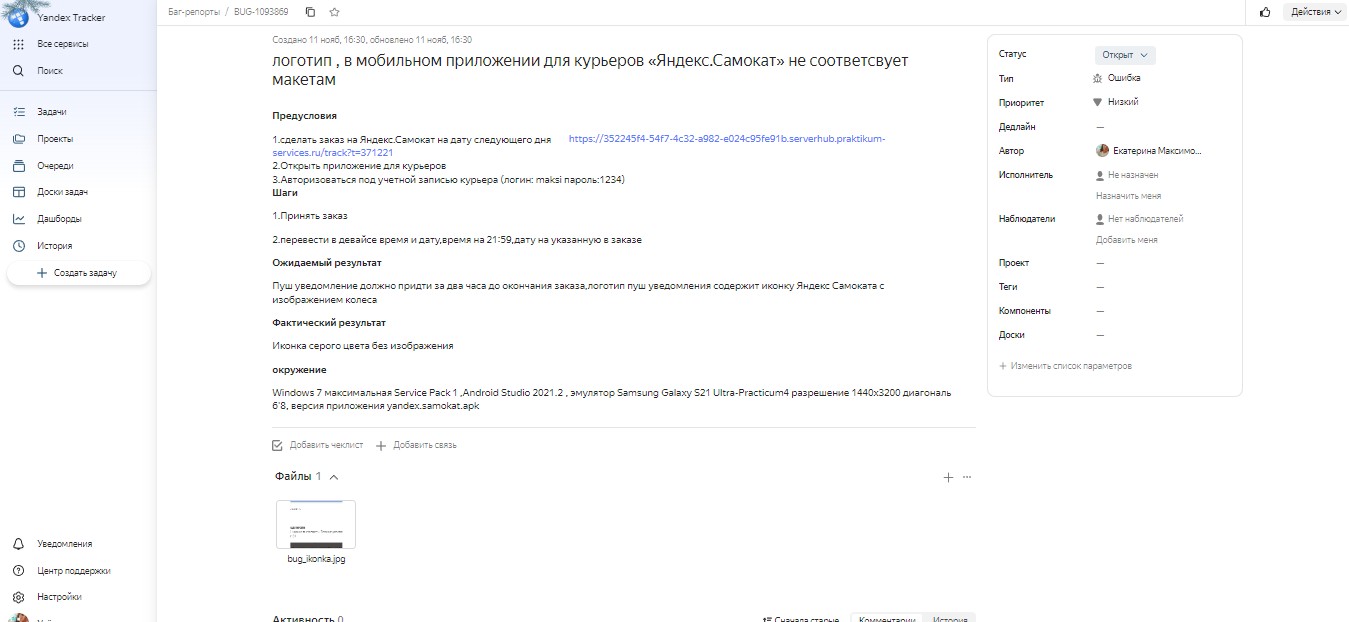 Yandex Tracker
Все сервисы
Поиск
Задачи
Проекты
Очереди
Доски задач
Дашборды
История
Создать задачу
Уведомления
Центр поддержки
Настройки
Баг-репорты / BUG-1093869
Действия
Создано 11 нояб, 16:30, обновлено 11 нояб, 16:30
логотип , в мобильном приложении для курьеров «Яндекс.Самокат» не соответсвует
макетам
Предусловия
1.сделать заказ на Яндекс.Самокат на дату следующего дня https://352245f4-54f7-4c32-a982-e024c95fe91b.serverhub.praktikum-
services.ru/track?t=371221
2.Открыть приложение для курьеров
3.Авторизоваться под учетной записью курьера (логин: maksi пароль:1234)
Шаги
1.Принять заказ
2.перевести в девайсе время и дату,время на 21:59,дату на указанную в заказе
Ожидаемый результат
Пуш уведомление должно придти за два часа до окончания заказа,логотип пуш уведомления содержит иконку Яндекс Самоката с
изображением колеса
Фактический результат
Иконка серого цвета без изображения
окружение
Windows 7 максимальная Service Pack 1 ,Android Studio 2021.2 , эмулятор Samsung Galaxy S21 Ultra-Practicum4 разрешение 1440x3200 диагональ
6'8, версия приложения yandex.samokat.apk
Добавить чеклист Добавить связь
Файлы 1
bug_ikonka.jpg
Активность 0
Сначала старые Комментарии История
Статус Открыт
Тип Ошибка
Приоритет Низкий
Дедлайн —
Автор Екатерина Максимо...
Исполнитель Не назначен
Назначить меня
Наблюдатели Нет наблюдателей
Добавить меня
Проект —
Теги —
Компоненты —
Доски —
Изменить список параметров